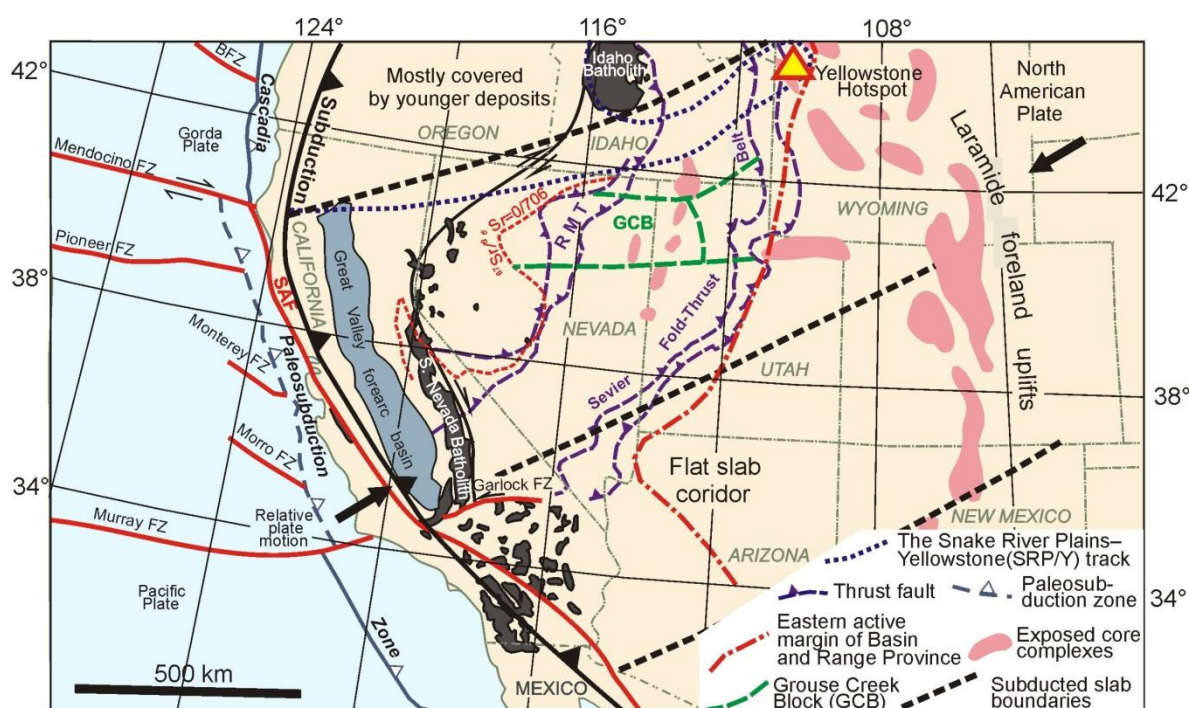 124°
116°
108°
42°
38°
34°
42°
38°
34°
BFZ
Cascadia
Gorda
Plate
Mendocino FZ
Pioneer FZ
Monterey FZ
Morro FZ
Murray FZ
Pacific
Plate
500 km
Paleosubduction
Zone
Relative
plate
motion
SAF
Subduction
CALIFORNIA
Great Valley forearc basin
S. Nevada Batholith
Garlock FZ
MEXICO
Mostly covered
by younger deposits
OREGON
Idaho
Batholith
IDAHO
Sr=0/706
RMT
GCB
NEVADA
Sevier
Fold-Thrust
Belt
UTAH
Yellowstone
Hotspot
WYOMING
North
American
Plate
Laramide
foreland
uplifts
Flat slab
coridor
ARIZONA
NEW MEXICO
The Snake River Plains–
Yellowstone(SRP/Y) track
Thrust fault
Paleosub-
duction zone
Eastern active
margin of Basin
and Range Province
Exposed core
complexes
Grouse Creek
Block (GCB)
Subducted slab
boundaries